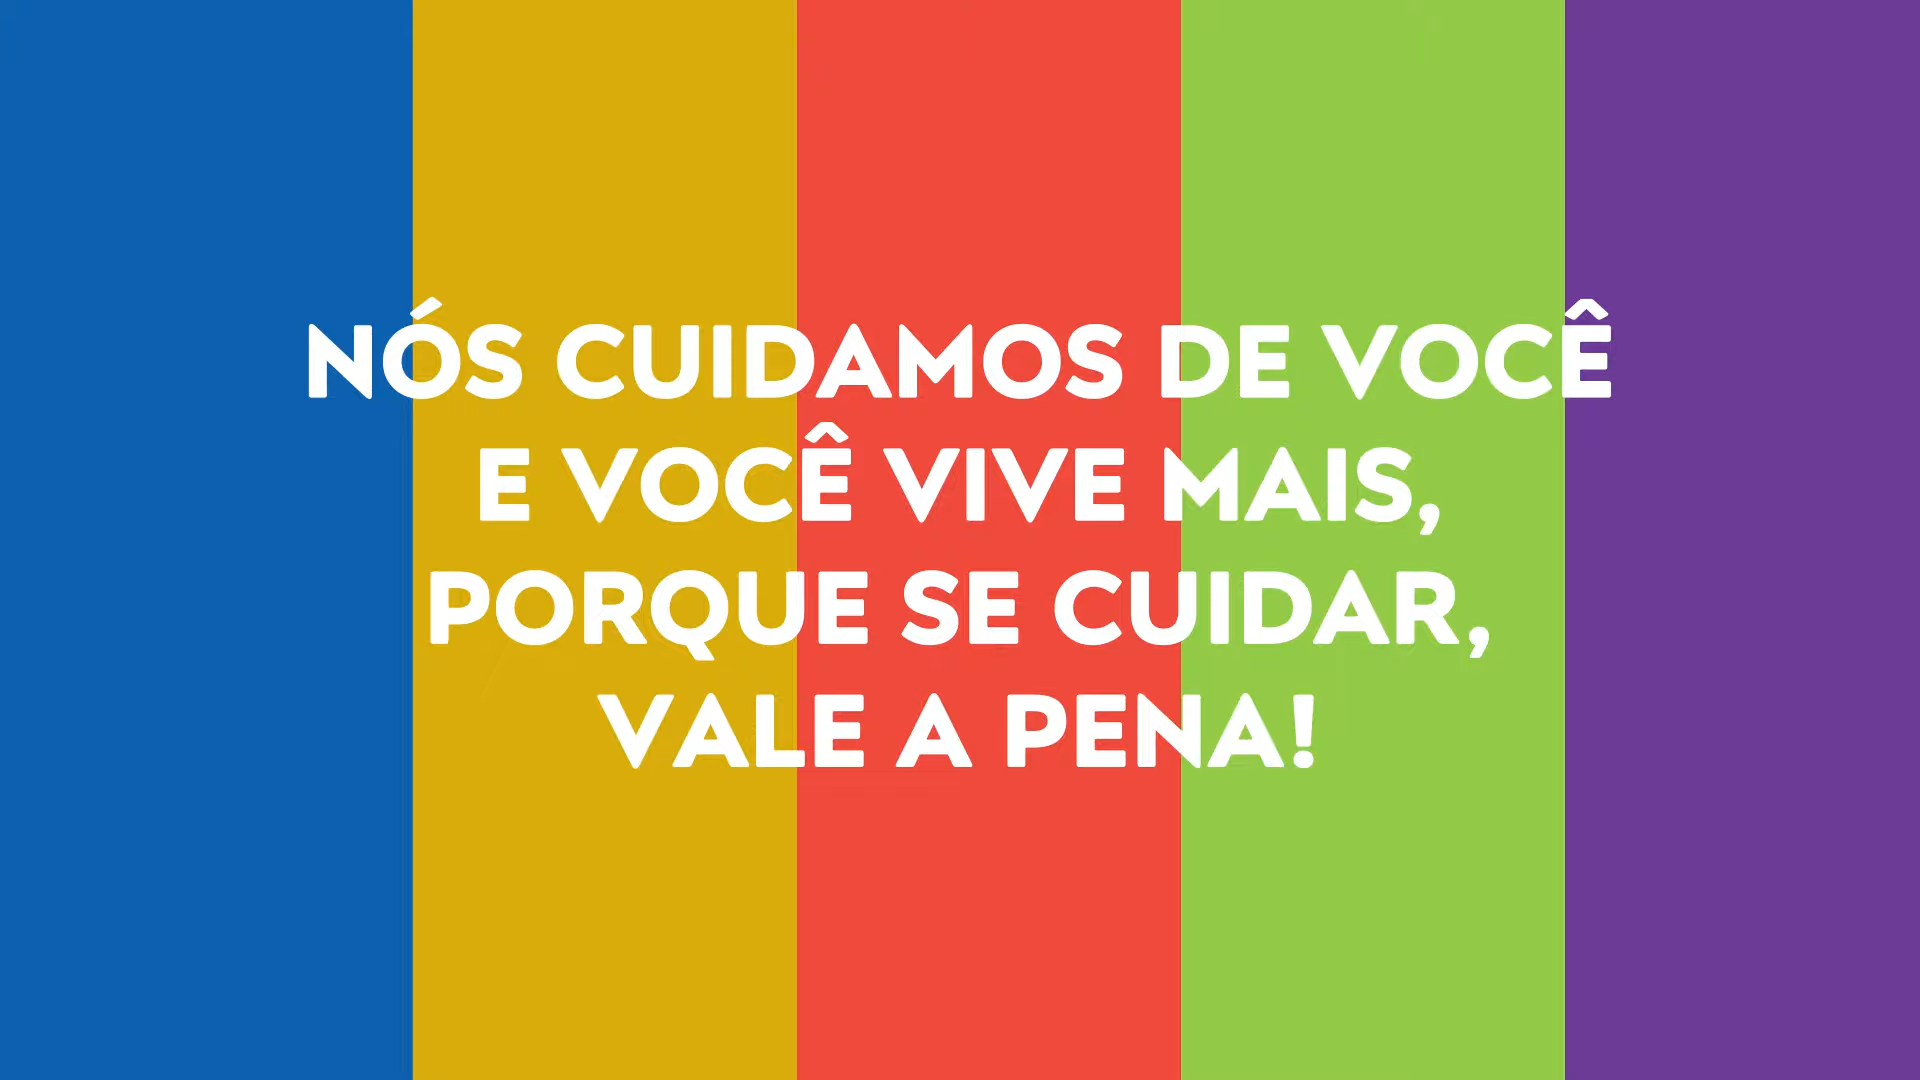 NÓS CUIDAMOS DE VOCÊ
E VOCÊ VIVE MAIS,
PORQUE SE CUIDAR,
VALE A PENA!